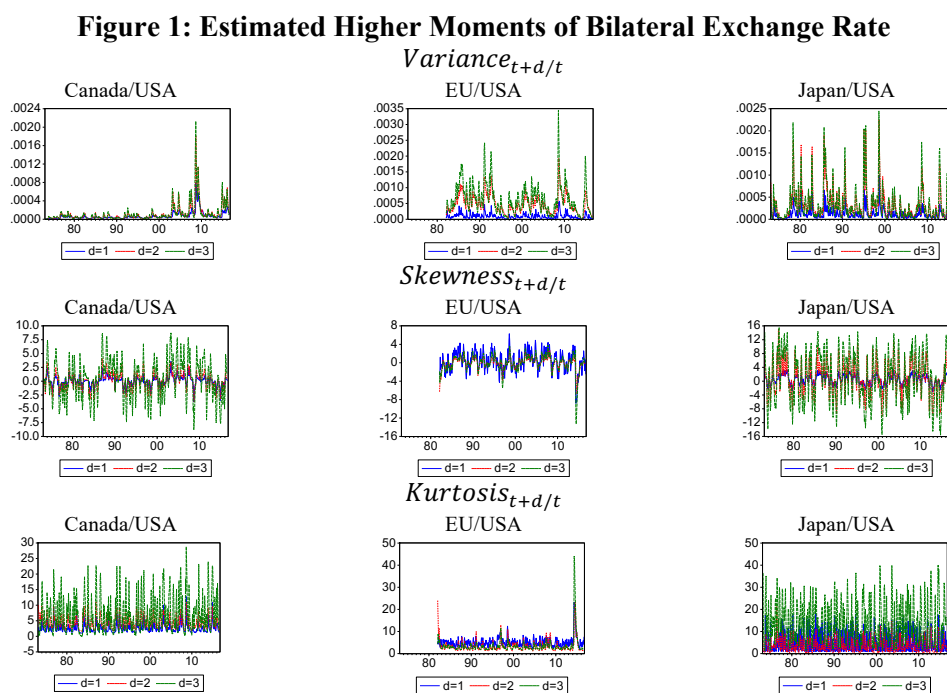 Figure 1: Estimated Higher Moments of Bilateral Exchange Rate
Variance_{t+d/t}
Canada/USA EU/USA Japan/USA
.0024 .0035 .0025
.0020 .0030 .0020
.0016 .0025 .0015
.0012 .0020 .0010
.0008 .0015 .0005
.0004 .0010 .0000
.0000 .0005
.0000
80 90 00 10 80 90 00 10 80 90 00 10
d=1 d=2 d=3 d=1 d=2 d=3 d=1 d=2 d=3
Skewness_{t+d/t}
Canada/USA EU/USA Japan/USA
10.0 8 16
7.5 4 12
5.0 0 8
2.5 -4 4
0.0 -8 0
-2.5 -12 -4
-5.0 -16 -8
-7.5 -12
-10.0 -16
80 90 00 10 80 90 00 10 80 90 00 10
d=1 d=2 d=3 d=1 d=2 d=3 d=1 d=2 d=3
Kurtosis_{t+d/t}
Canada/USA EU/USA Japan/USA
30 50 50
25 40 40
20 30 30
15 20 20
10 10 10
5 0 0
0
-5
80 90 00 10 80 90 00 10 80 90 00 10
d=1 d=2 d=3 d=1 d=2 d=3 d=1 d=2 d=3